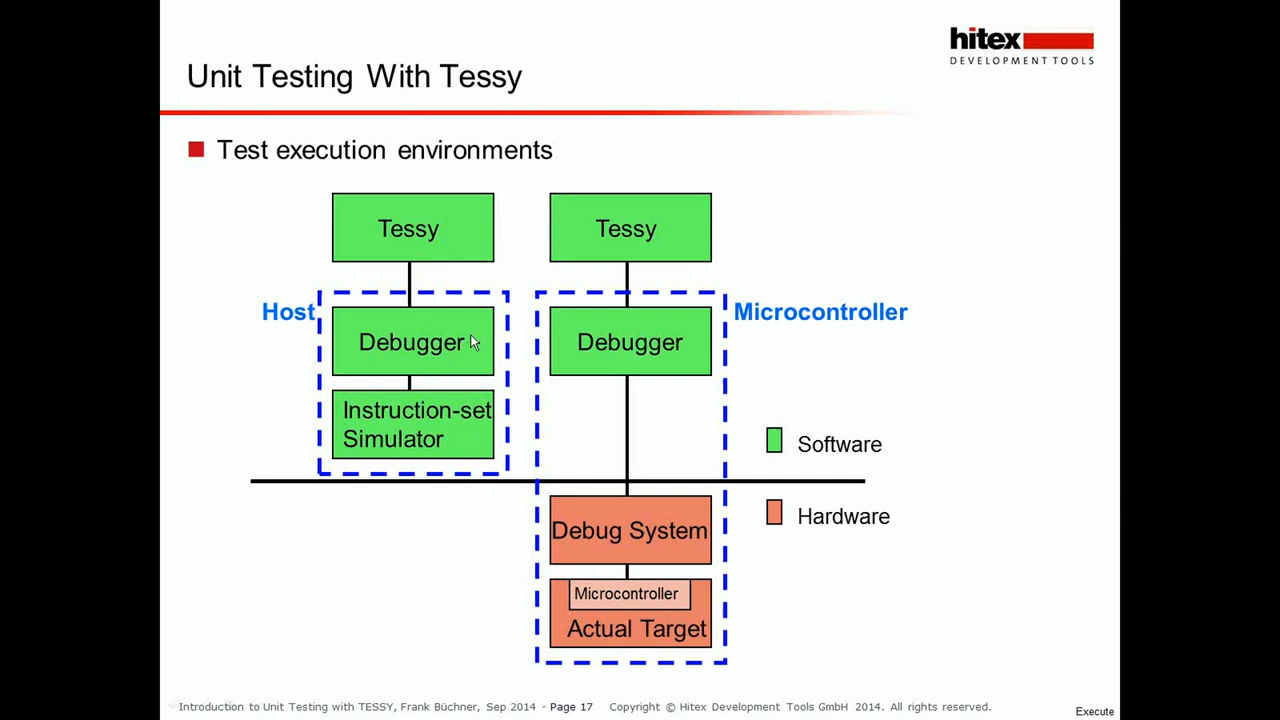 hitex
DEVELOPMENT TOOLS
Unit Testing With Tessy
Test execution environments
Tessy
Tessy
Host
Microcontroller
Debugger
Debugger
Instruction-set
Simulator
Software
Debug System
Hardware
Microcontroller
Actual Target
Introduction to Unit Testing with TESSY, Frank Büchner, Sep 2014 - Page 17 Copyright © Hitex Development Tools GmbH 2014. All rights reserved.
Execute